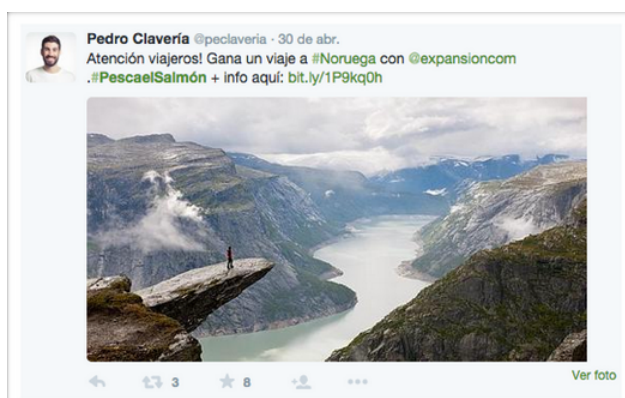 Pedro Clavería @peclaveria · 30 de abr.
Atención viajeros! Gana un viaje a #Noruega con @expansioncom
.#PescaelSalmón + info aquí: bit.ly/1P9kq0h
3 8
Ver foto